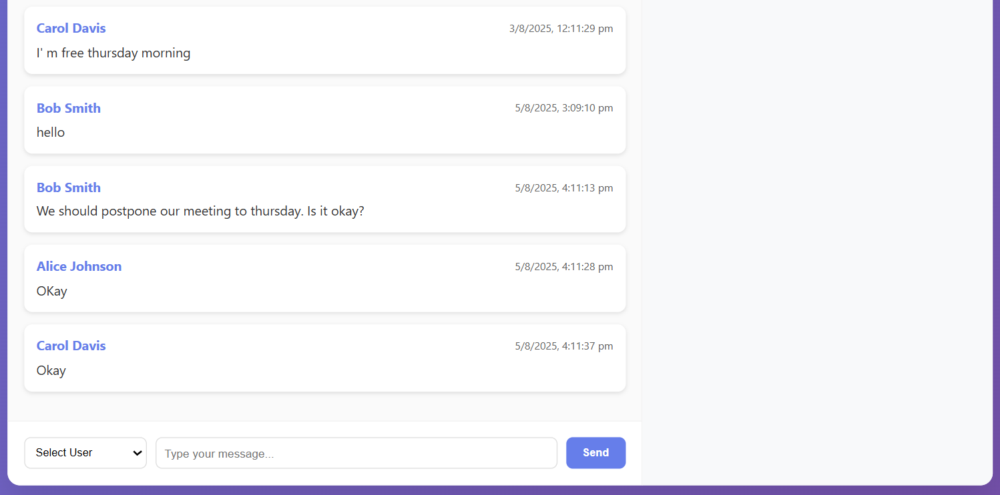 Carol Davis 3/8/2025, 12:11:29 pm
I' m free thursday morning
Bob Smith 5/8/2025, 3:09:10 pm
hello
Bob Smith 5/8/2025, 4:11:13 pm
We should postpone our meeting to thursday. Is it okay?
Alice Johnson 5/8/2025, 4:11:28 pm
OKay
Carol Davis 5/8/2025, 4:11:37 pm
Okay
Select User Type your message... Send